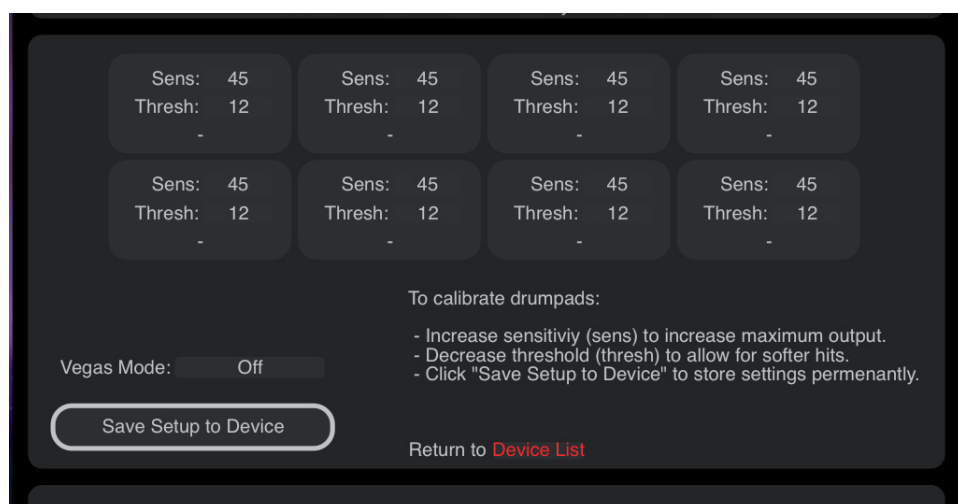 Sens: 45 Sens: 45 Sens: 45 Sens: 45
Thresh: 12 Thresh: 12 Thresh: 12 Thresh: 12
- - - -
Sens: 45 Sens: 45 Sens: 45 Sens: 45
Thresh: 12 Thresh: 12 Thresh: 12 Thresh: 12
- - - -
To calibrate drumpads:
- Increase sensitiviy (sens) to increase maximum output.
- Decrease threshold (thresh) to allow for softer hits.
- Click "Save Setup to Device" to store settings permenantly.
Vegas Mode: Off
Save Setup to Device
Return to Device List